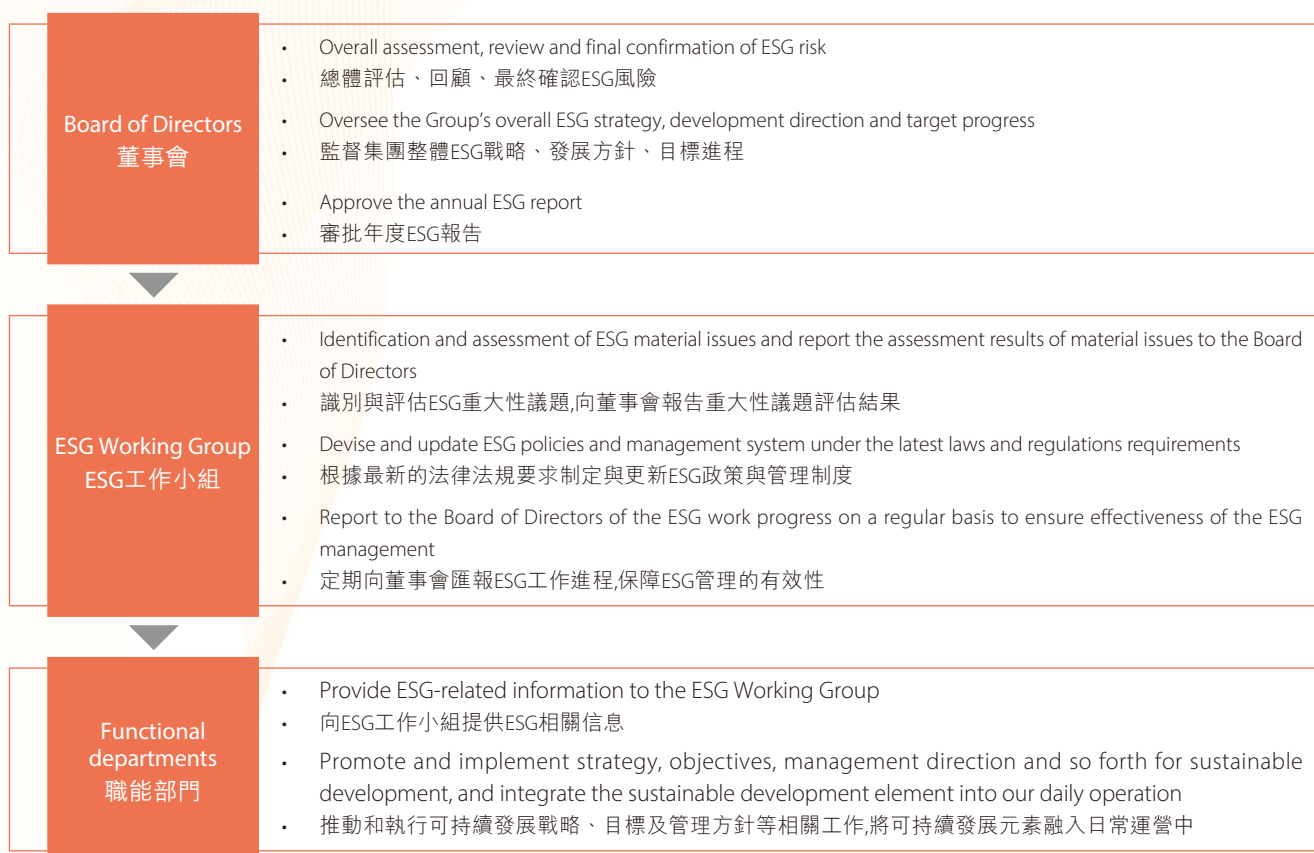 Board of Directors
董事會
• Overall assessment, review and final confirmation of ESG risk
• 總體評估、回顧、最終確認ESG風險
• Oversee the Group's overall ESG strategy, development direction and target progress
• 監督集團整體ESG戰略、發展方針、目標進程
• Approve the annual ESG report
• 審批年度ESG報告
ESG Working Group
ESG工作小組
• Identification and assessment of ESG material issues and report the assessment results of material issues to the Board
of Directors
• 識別與評估ESG重大性議題,向董事會報告重大性議題評估結果
• Devise and update ESG policies and management system under the latest laws and regulations requirements
• 根據最新的法律法規要求制定與更新ESG政策與管理制度
• Report to the Board of Directors of the ESG work progress on a regular basis to ensure effectiveness of the ESG
management
• 定期向董事會匯報ESG工作進程,保障ESG管理的有效性
Functional
departments
職能部門
• Provide ESG-related information to the ESG Working Group
• 向ESG工作小組提供ESG相關信息
• Promote and implement strategy, objectives, management direction and so forth for sustainable
development, and integrate the sustainable development element into our daily operation
• 推動和執行可持續發展戰略、目標及管理方針等相關工作,將可持續發展元素融入日常運營中